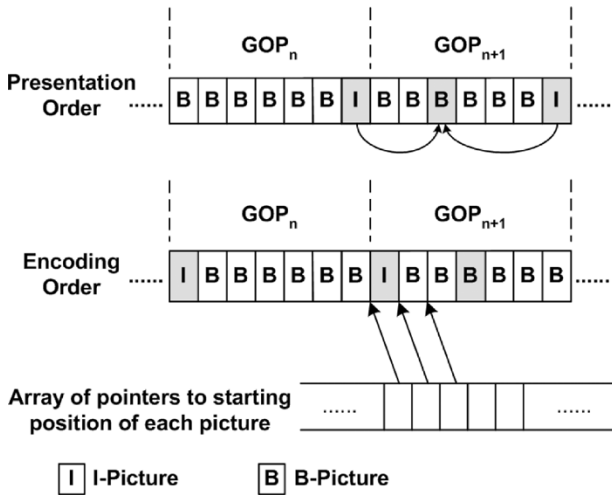 GOPn GOPn+1
Presentation Order ...... B B B B B B I B B B B B B I ......
GOPn GOPn+1
Encoding Order ...... I B B B B B B I B B B B B B ......
Array of pointers to starting
position of each picture
...... ......
I I-Picture B B-Picture